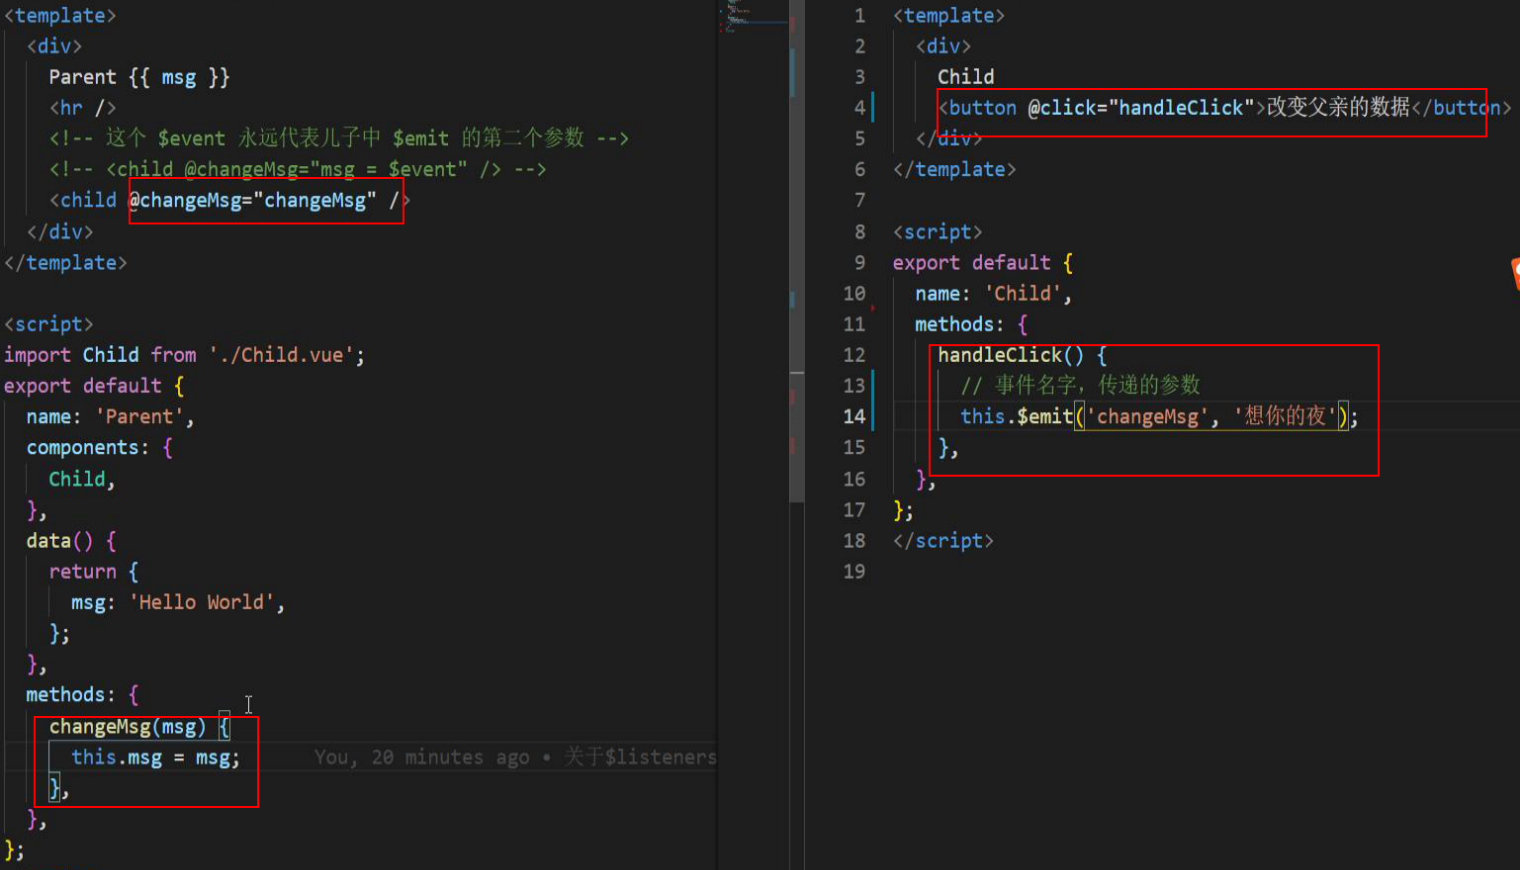 <template>
<div>
Parent {{ msg }}
<hr />
<!-- 这个 $event 永远代表儿子中 $emit 的第二个参数 -->
<!-- <child @changeMsg="msg = $event" /> -->
<child @changeMsg="changeMsg" />
</div>
</template>
<script>
import Child from './Child.vue';
export default {
name: 'Parent',
components: {
Child,
},
data() {
return {
msg: 'Hello World',
};
},
methods: {
changeMsg(msg) {
this.msg = msg; You, 20 minutes ago • 关于$listeners
},
},
};
1 <template>
2 <div>
3 Child
4 <button @click="handleClick">改变父亲的数据</button>
5 </div>
6 </template>
7
8 <script>
9 export default {
10 name: 'Child',
11 methods: {
12 handleClick() {
13 // 事件名字，传递的参数
14 this.$emit('changeMsg', '想你的夜');
15 },
16 },
17 };
18 </script>
19